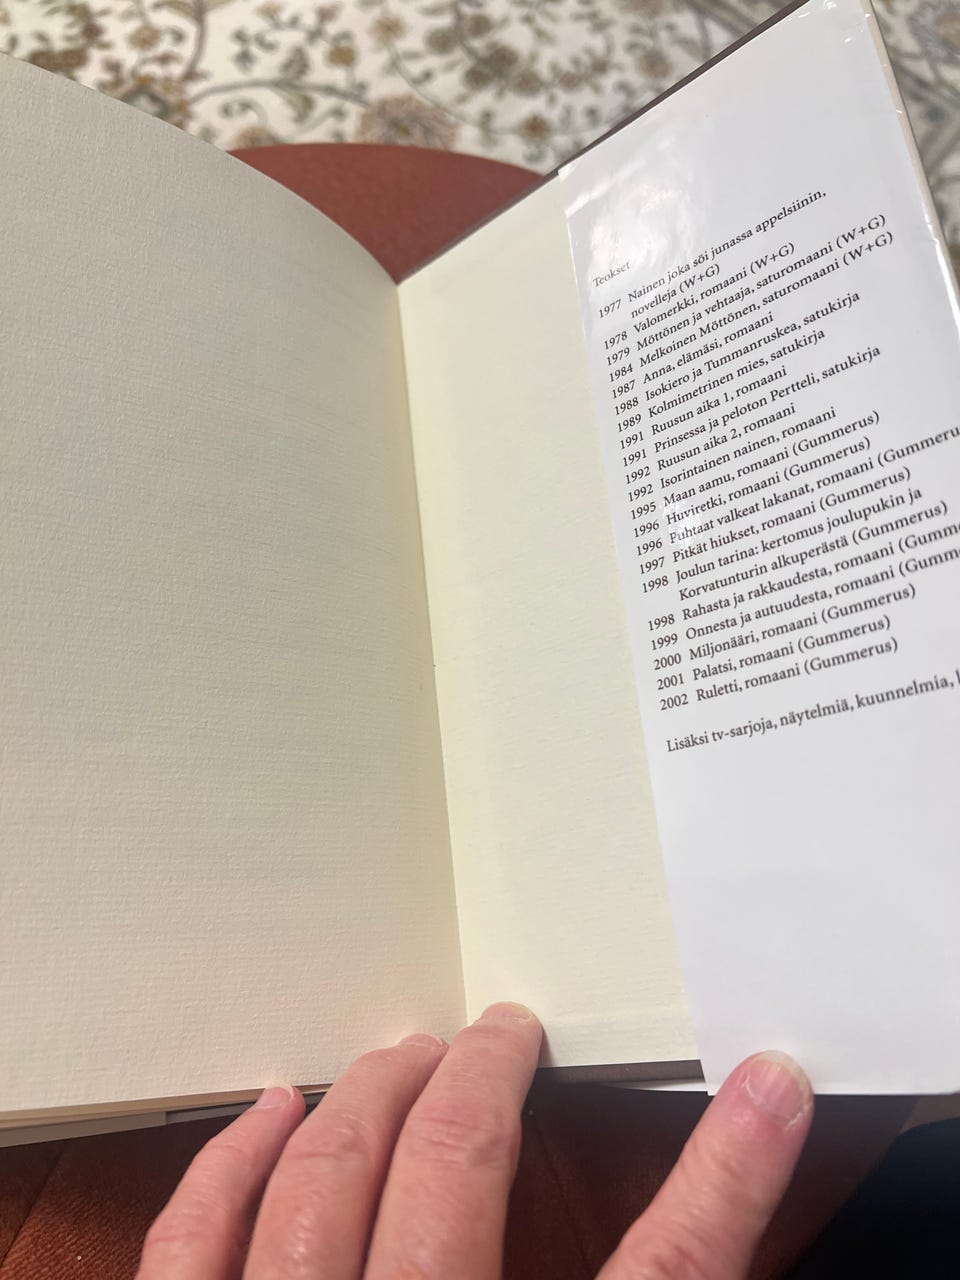 Teokset
1977 Nainen joka söi junassa appelsiinin,
novelleja (W+G)
1978 Valomerkki, romaani (W+G)
1979 Möttönen ja vehtaaja, saturomaani (W+G)
1984 Melkoinen Möttönen, saturomaani (W+G)
1987 Anna, elämäsi, romaani
1988 Isokiero ja Tummanruskea, satukirja
1989 Kolmimetrinen mies, satukirja
1991 Ruusun aika 1, romaani
1991 Prinsessa ja peloton Pertteli, satukirja
1992 Ruusun aika 2, romaani
1992 Isorintainen nainen, romaani
1995 Maan aamu, romaani (Gummerus)
1996 Huviretki, romaani (Gummerus)
1996 Puhtaat valkeat lakanat, romaani (Gummeru
1997 Pitkät hiukset, romaani (Gummerus)
1998 Joulun tarina: kertomus joulupukin ja
Korvatunturin alkuperästä (Gummerus)
1998 Rahasta ja rakkaudesta, romaani (Gumme
1999 Onnesta ja autuudesta, romaani (Gumm
2000 Miljonääri, romaani (Gummerus)
2001 Palatsi, romaani (Gummerus)
2002 Ruletti, romaani (Gummerus)
Lisäksi tv-sarjoja, näytelmiä, kuunnelmia,